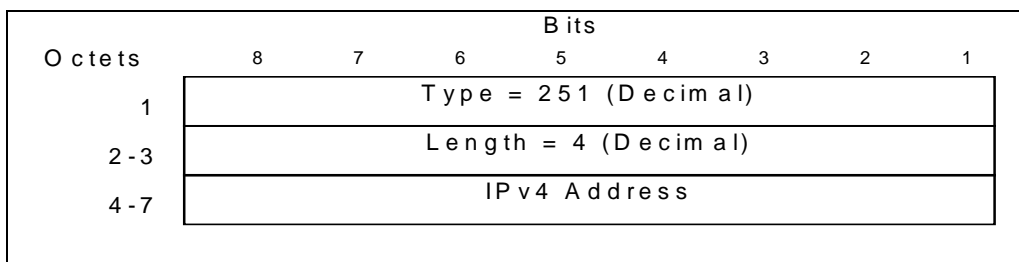 Bits
Octets 8 7 6 5 4 3 2 1
1 Type = 251 (Decimal)
2-3 Length = 4 (Decimal)
4-7 IPv4 Address